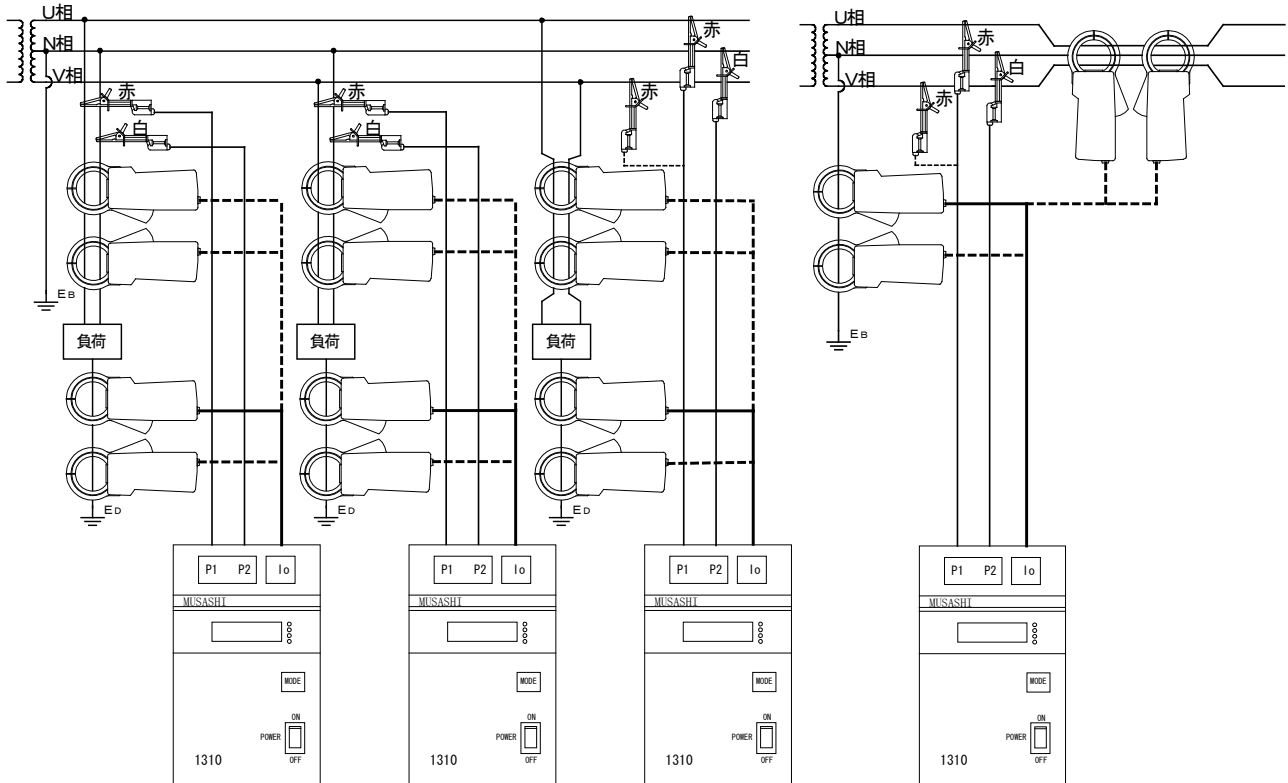 U相
N相
V相
赤
白
赤
白
赤
赤
白
U相
N相
V相
赤
赤
白
EB
EB
負荷
負荷
負荷
ED
ED
ED
P1 P2 Io
P1 P2 Io
P1 P2 Io
P1 P2 Io
MUSASHI
MUSASHI
MUSASHI
MUSASHI
MODE
MODE
MODE
MODE
ON
ON
ON
ON
POWER
POWER
POWER
POWER
OFF
OFF
OFF
OFF
1310
1310
1310
1310